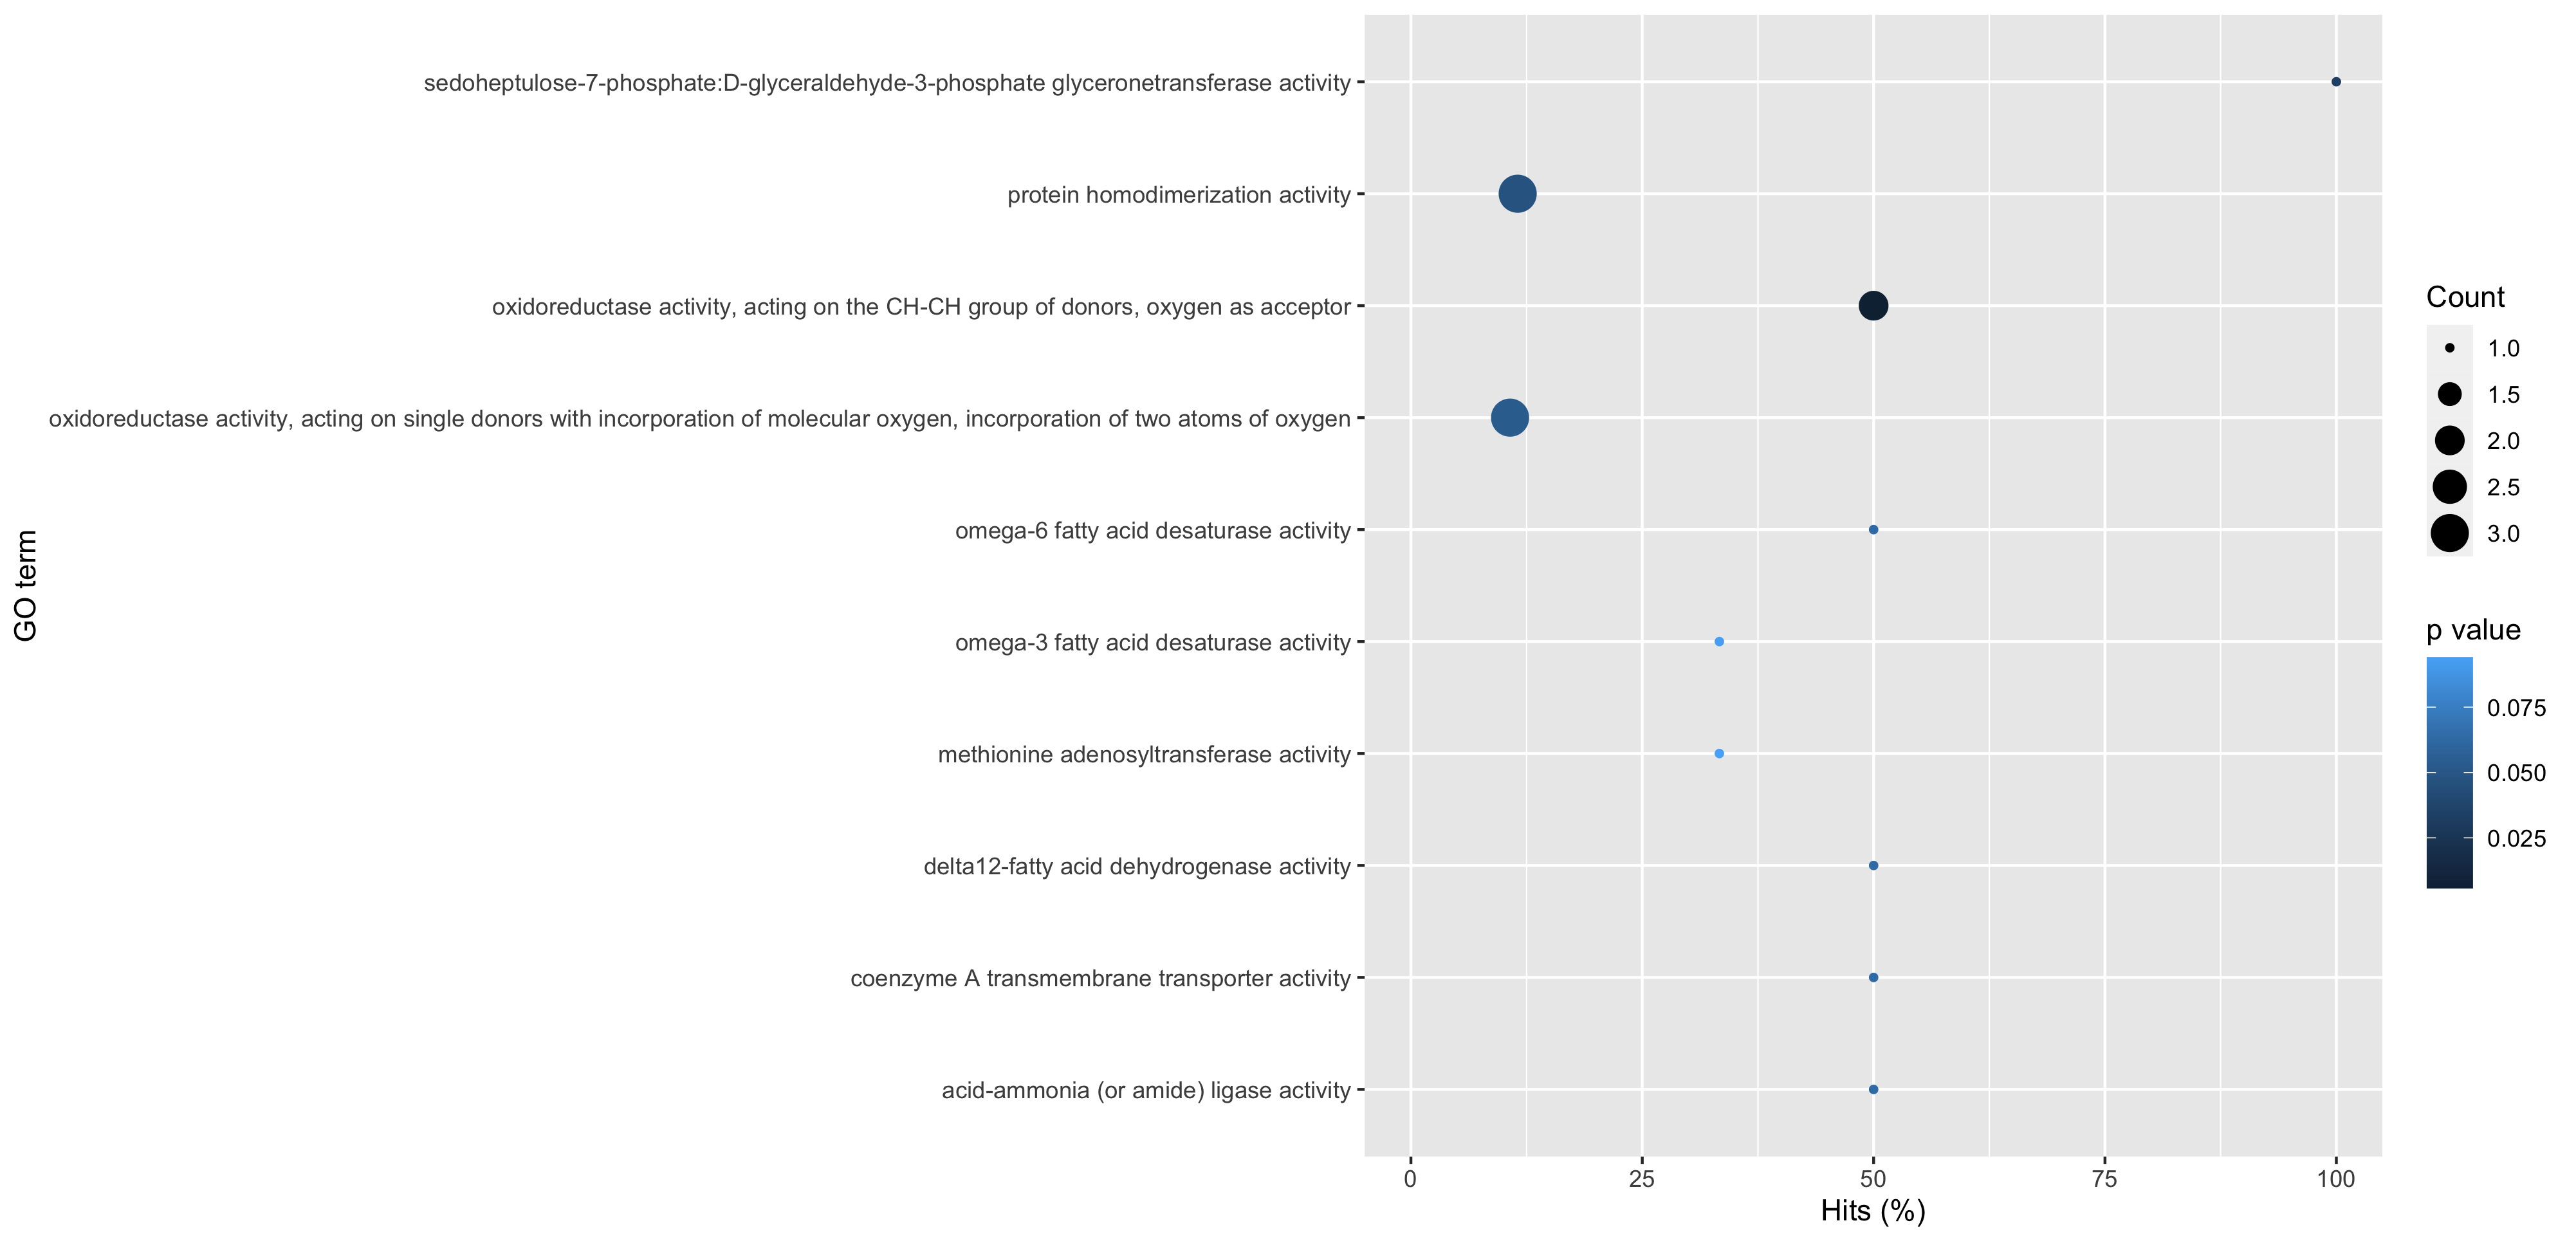 GO term
sedoheptulose-7-phosphate:D-glyceraldehyde-3-phosphate glyceronetransferase activity
protein homodimerization activity
oxidoreductase activity, acting on the CH-CH group of donors, oxygen as acceptor
oxidoreductase activity, acting on single donors with incorporation of molecular oxygen, incorporation of two atoms of oxygen
omega-6 fatty acid desaturase activity
omega-3 fatty acid desaturase activity
methionine adenosyltransferase activity
delta12-fatty acid dehydrogenase activity
coenzyme A transmembrane transporter activity
acid-ammonia (or amide) ligase activity
0 25 50 75 100
Hits (%)
Count
1.0
1.5
2.0
2.5
3.0
p value
0.075
0.050
0.025